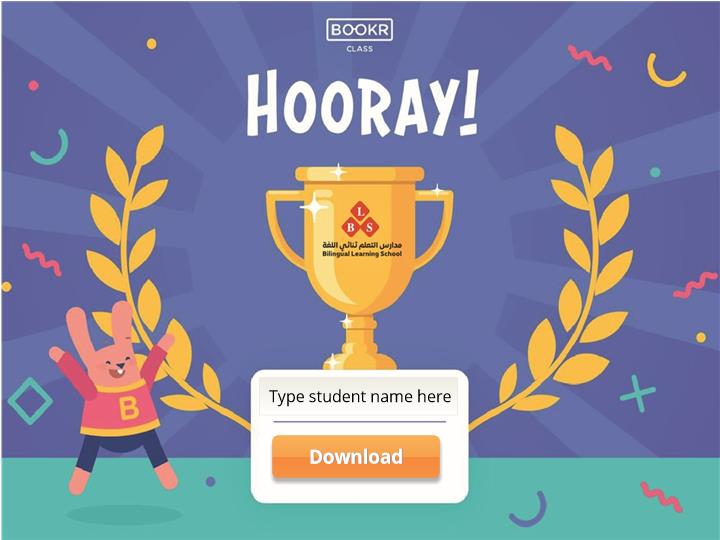 BOOKR
CLASS
HOORAY!
L
B S
مدارس التعلم ثنائي اللغة
Bilingual Learning School
B
Type student name here
Download